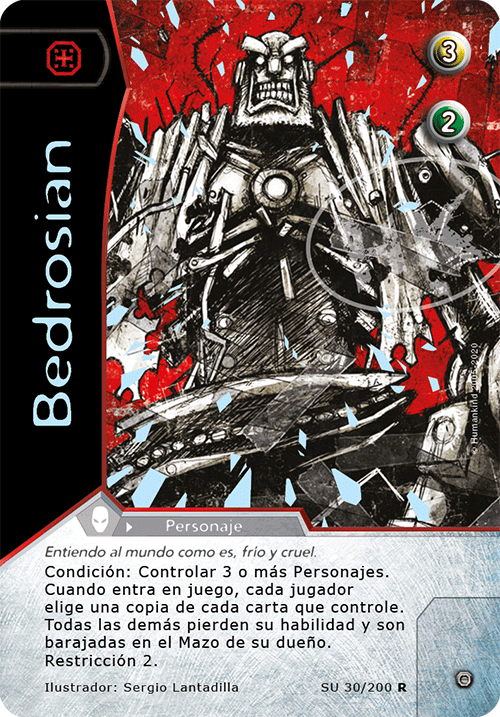 3
2
Bedrosian
© Humankind 2005-2020
Personaje
Entiendo al mundo como es, frío y cruel.
Condición: Controlar 3 o más Personajes.
Cuando entra en juego, cada jugador
elige una copia de cada carta que controle.
Todas las demás pierden su habilidad y son
barajadas en el Mazo de su dueño.
Restricción 2.
Ilustrador: Sergio Lantadilla SU 30/200 R